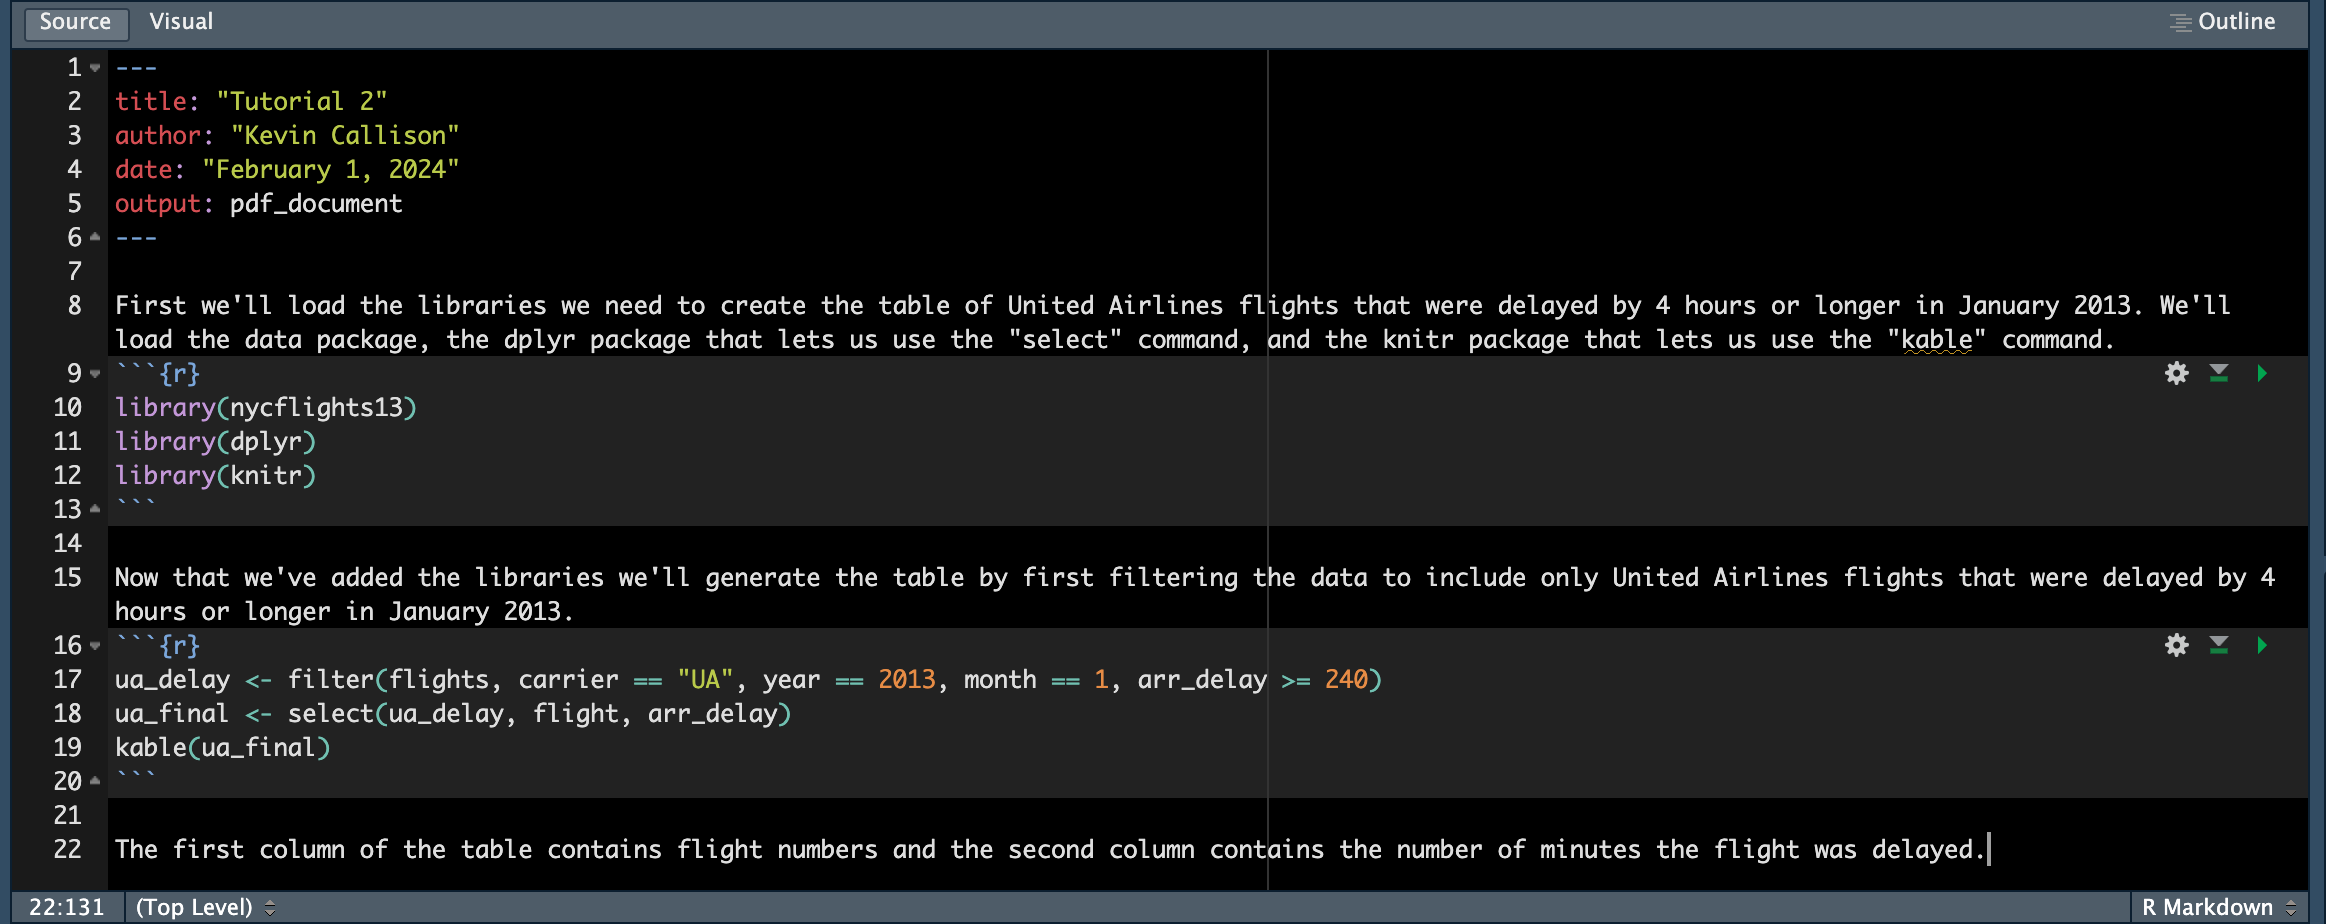 Source Visual Outline
1 ---
2 title: "Tutorial 2"
3 author: "Kevin Callison"
4 date: "February 1, 2024"
5 output: pdf_document
6 ---
7
8 First we'll load the libraries we need to create the table of United Airlines flights that were delayed by 4 hours or longer in January 2013. We'll
load the data package, the dplyr package that lets us use the "select" command, and the knitr package that lets us use the "kable" command.
9 ```{r}
10 library(nycflights13)
11 library(dplyr)
12 library(knitr)
13 ```
14
15 Now that we've added the libraries we'll generate the table by first filtering the data to include only United Airlines flights that were delayed by 4
hours or longer in January 2013.
16 ```{r}
17 ua_delay <- filter(flights, carrier == "UA", year == 2013, month == 1, arr_delay >= 240)
18 ua_final <- select(ua_delay, flight, arr_delay)
19 kable(ua_final)
20 ```
21
22 The first column of the table contains flight numbers and the second column contains the number of minutes the flight was delayed.
22:131 (Top Level) R Markdown